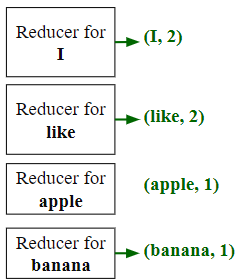 Reducer for
I
(I, 2)
Reducer for
like
(like, 2)
Reducer for
apple
(apple, 1)
Reducer for
banana
(banana, 1)